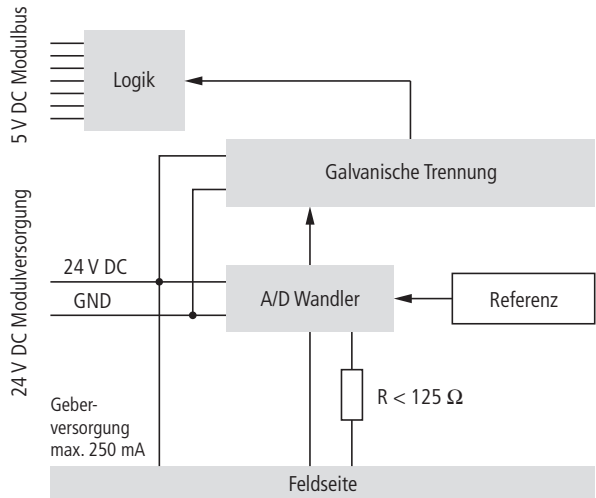 5 V DC Modulbus
Logik
Galvanische Trennung
24 V DC Modulversorgung
24 V DC
GND
A/D Wandler
Referenz
R < 125 Ω
Geber-
versorgung
max. 250 mA
Feldseite